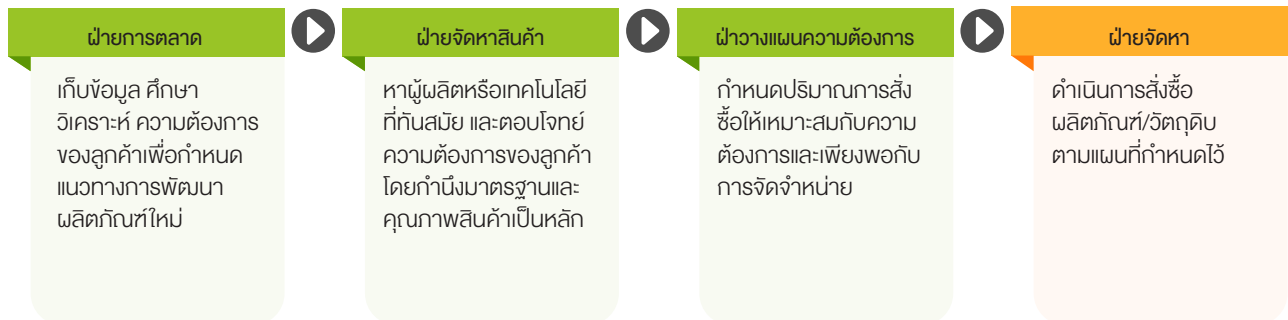 ฝ่ายการตลาด
เก็บข้อมูล ศึกษา
วิเคราะห์ ความต้องการ
ของลูกค้าเพื่อกำหนด
แนวทางการพัฒนา
ผลิตภัณฑ์ใหม่
ฝ่ายจัดหาสินค้า
หาผู้ผลิตหรือเทคโนโลยี
ที่ทันสมัย และตอบโจทย์
ความต้องการของลูกค้า
โดยกำนึงมาตรฐานและ
คุณภาพสินค้าเป็นหลัก
ฝ่าวางแผนความต้องการ
กำหนดปริมาณการสั่ง
ซื้อให้เหมาะสมกับความ
ต้องการและเพียงพอกับ
การจัดจำหน่าย
ฝ่ายจัดหา
ดำเนินการสั่งซื้อ
ผลิตภัณฑ์/วัตถุดิบ
ตามแผนที่กำหนดไว้